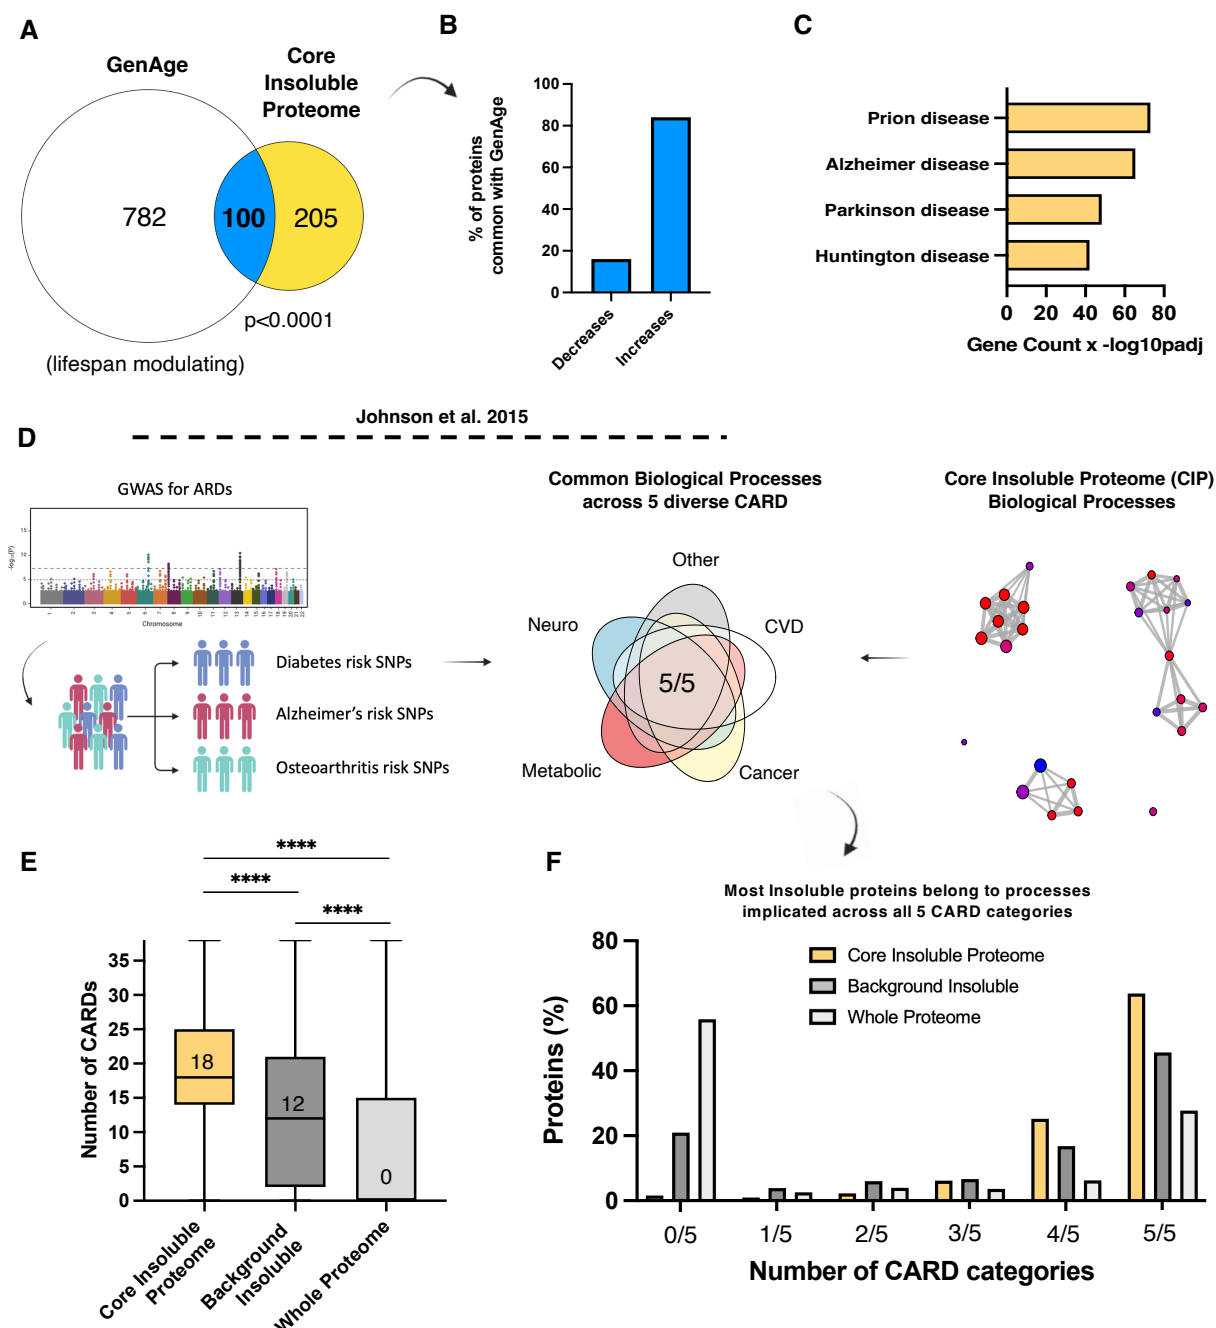 A
GenAge
Core
Insoluble
Proteome
782
100
205
p<0.0001
(lifespan modulating)
B
% of proteins
common with GenAge
100
80
60
40
20
0
Decreases
Increases
C
Prion disease
Alzheimer disease
Parkinson disease
Huntington disease
0 20 40 60 80
Gene Count x -log10padj
D
Johnson et al. 2015
GWAS for ARDs
-log₁₀(P)
15
10
5
0
Chromosome
Diabetes risk SNPs
Alzheimer's risk SNPs
Osteoarthritis risk SNPs
Common Biological Processes
across 5 diverse CARD
Other
Neuro
CVD
5/5
Metabolic
Cancer
Core Insoluble Proteome (CIP)
Biological Processes
E
****
****
****
Number of CARDs
35
30
25
20
15
10
5
0
18
12
0
Core Insoluble
Proteome
Background
Insoluble
Whole Proteome
F
Most Insoluble proteins belong to processes
implicated across all 5 CARD categories
Proteins (%)
80
60
40
20
0
Core Insoluble Proteome
Background Insoluble
Whole Proteome
0/5 1/5 2/5 3/5 4/5 5/5
Number of CARD categories